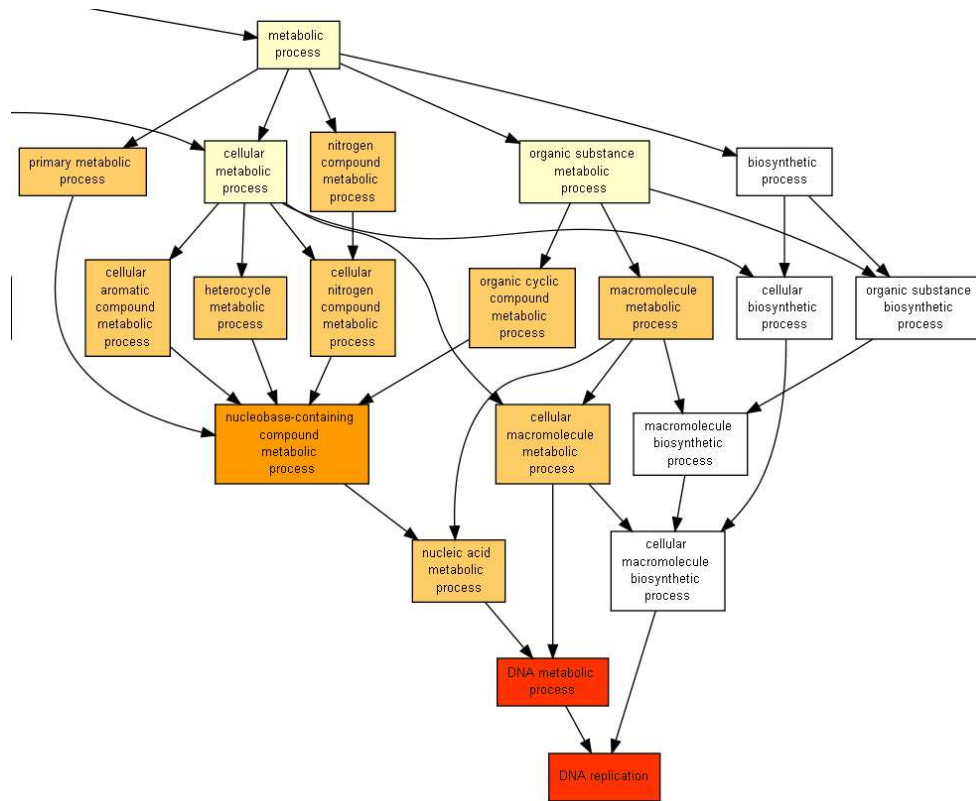 metabolic
process
primary metabolic
process
cellular
metabolic
process
nitrogen
compound
metabolic
process
organic substance
metabolic
process
biosynthetic
process
cellular
aromatic
compound
metabolic
process
heterocycle
metabolic
process
cellular
nitrogen
compound
metabolic
process
organic cyclic
compound
metabolic
process
macromolecule
metabolic
process
cellular
biosynthetic
process
organic substance
biosynthetic
process
nucleobase-containing
compound
metabolic
process
cellular
macromolecule
metabolic
process
macromolecule
biosynthetic
process
nucleic acid
metabolic
process
cellular
macromolecule
biosynthetic
process
DNA metabolic
process
DNA replication